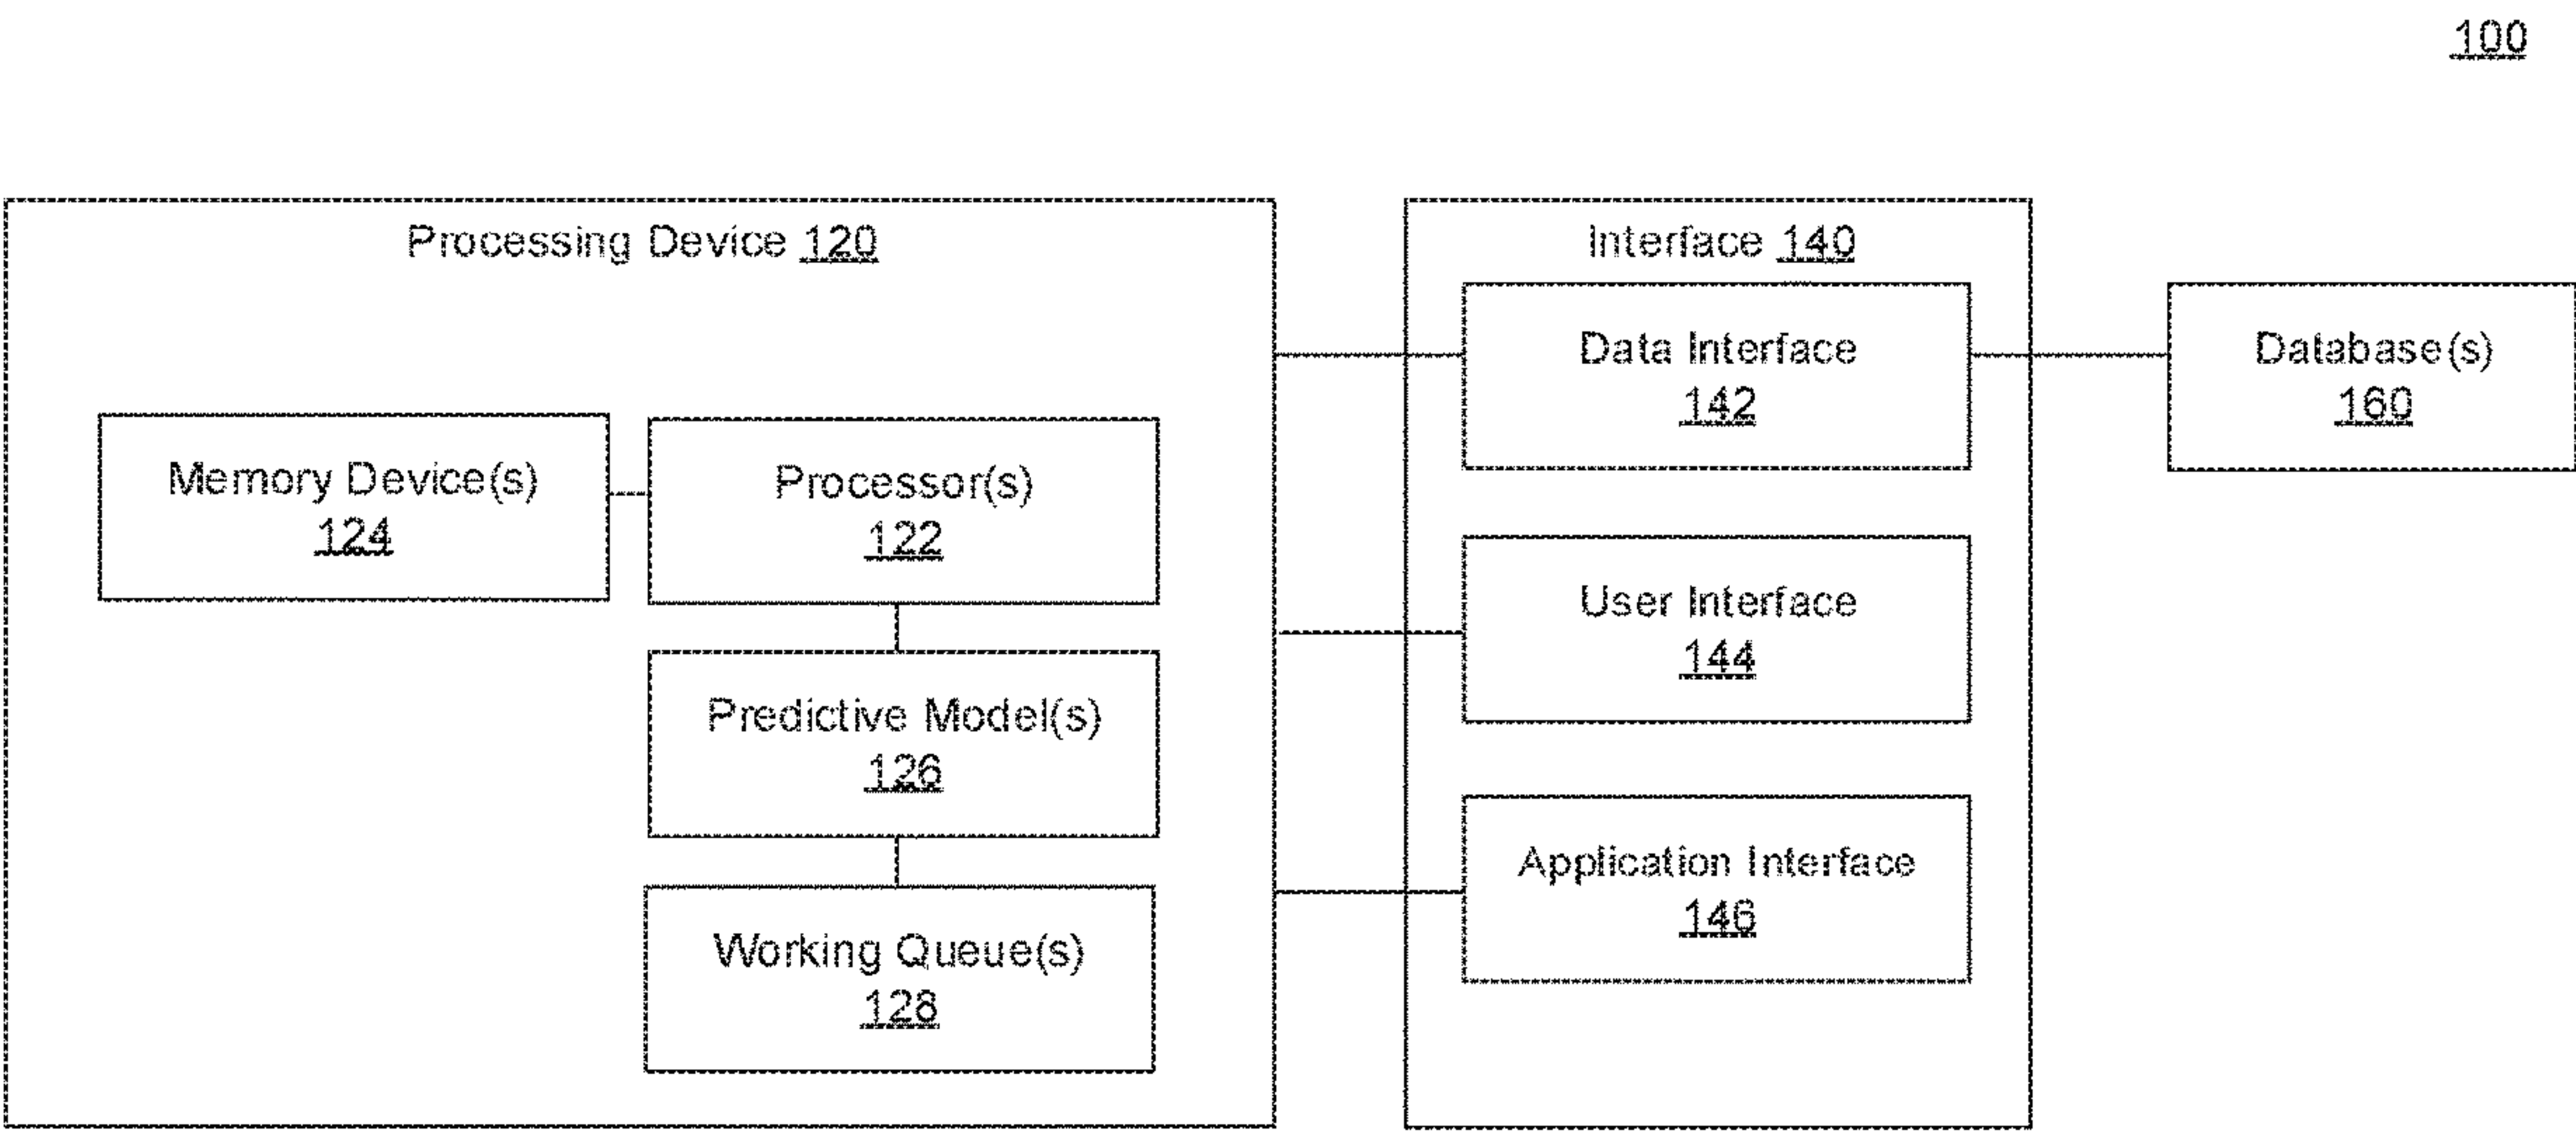 100
Processing Device 120
Memory Device(s)
124
Processor(s)
122
Predictive Model(s)
126
Working Queue(s)
128
Interface 140
Data Interface
142
User Interface
144
Application Interface
146
Database(s)
160